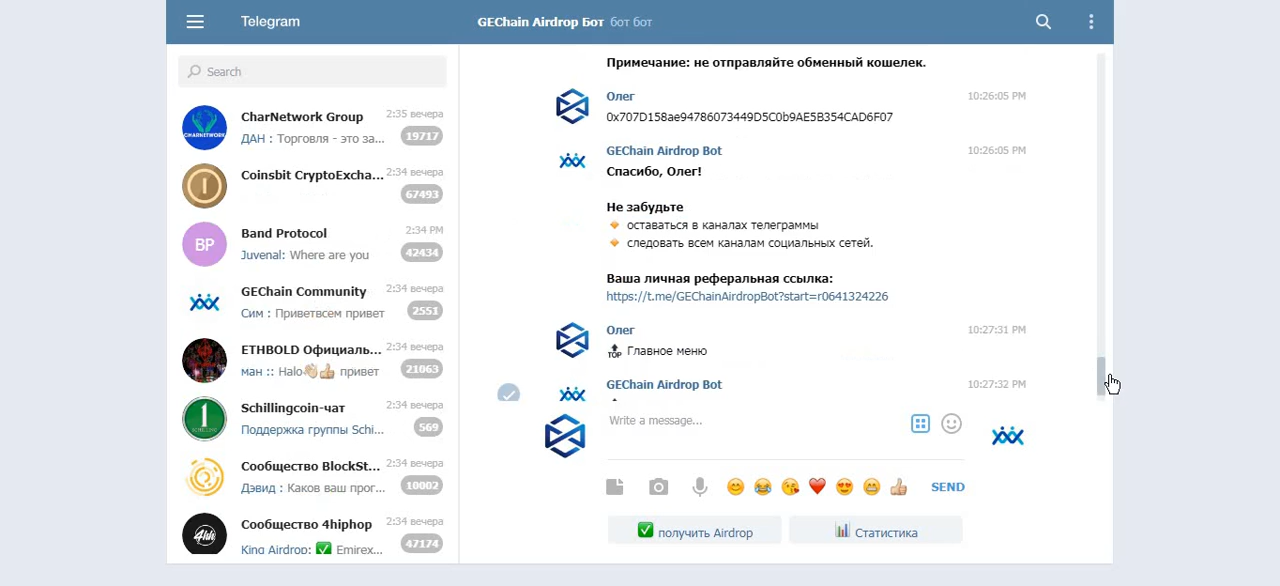 Telegram
GEChain Airdrop Бот бот бот
Search
CharNetwork Group 2:35 вечера
ДАН : Торговля - это за... 19717
Coinsbit CryptoExcha... 2:34 вечера
67493
BP
Band Protocol 2:34 PM
Juvenal: Where are you 42434
GEChain Community 2:34 вечера
Сим : Приветвсем привет 2551
ETHBOLD Официаль... 2:34 вечера
ман :: Halo👋🏼👍🏼 привет 21063
Schillingcoin-чат 2:34 вечера
Поддержка группы Schi... 569
Сообщество BlockSt... 2:34 вечера
Дэвид : Каков ваш прог... 10002
Сообщество 4hiphop 2:34 вечера
King Airdrop: ✅ Emirex... 47174
Примечание: не отправляйте обменный кошелек.
Олег 10:26:05 PM
0x707D158ae94786073449D5C0b9AE5B354CAD6F07
GEChain Airdrop Bot 10:26:05 PM
Спасибо, Олег!
Не забудьте
🔸 оставаться в каналах телеграммы
🔸 следовать всем каналам социальных сетей.
Ваша личная реферальная ссылка:
https://t.me/GEChainAirdropBot?start=r0641324226
Олег 10:27:31 PM
🔝 Главное меню
GEChain Airdrop Bot 10:27:32 PM
Write a message...
SEND
✅ получить Airdrop
📊 Статистика